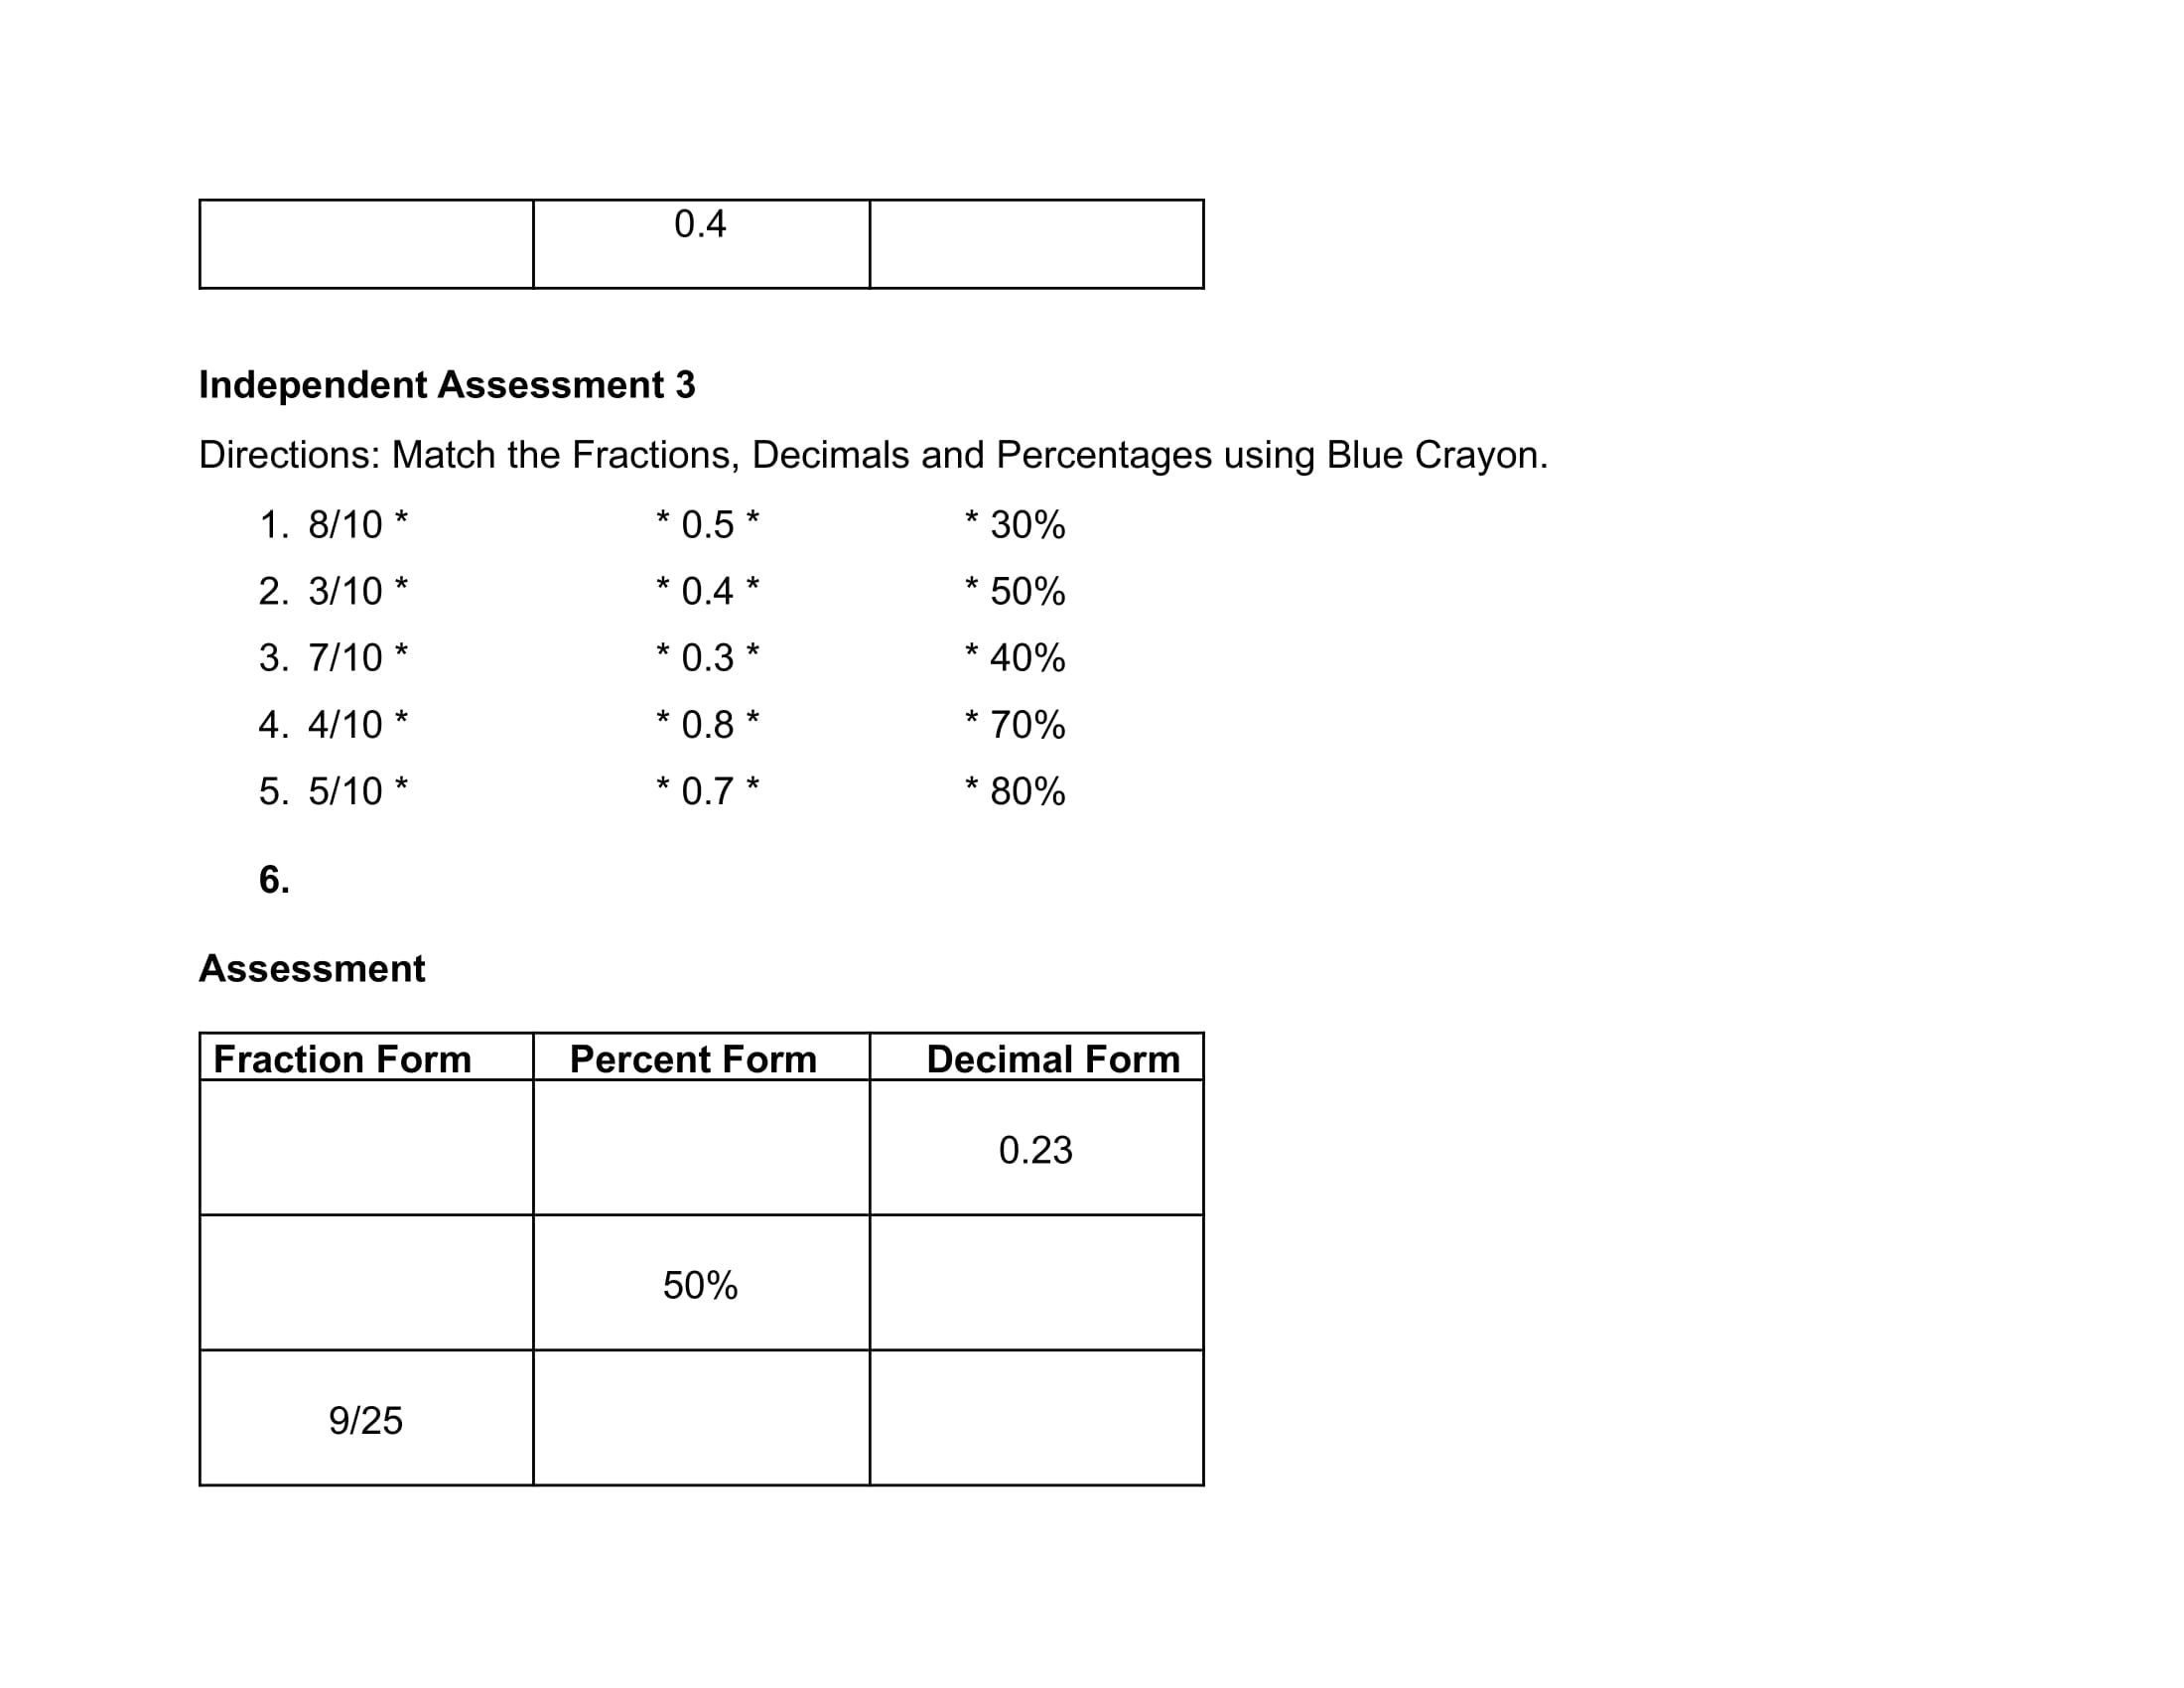 0.4
Independent Assessment 3
Directions: Match the Fractions, Decimals and Percentages using Blue Crayon.
1. 8/10 * * 0.5 * * 30%
2. 3/10 * * 0.4 * * 50%
3. 7/10 * * 0.3 * * 40%
4. 4/10 * * 0.8 * * 70%
5. 5/10 * * 0.7 * * 80%
6.
Assessment
Fraction Form Percent Form Decimal Form
0.23
50%
9/25